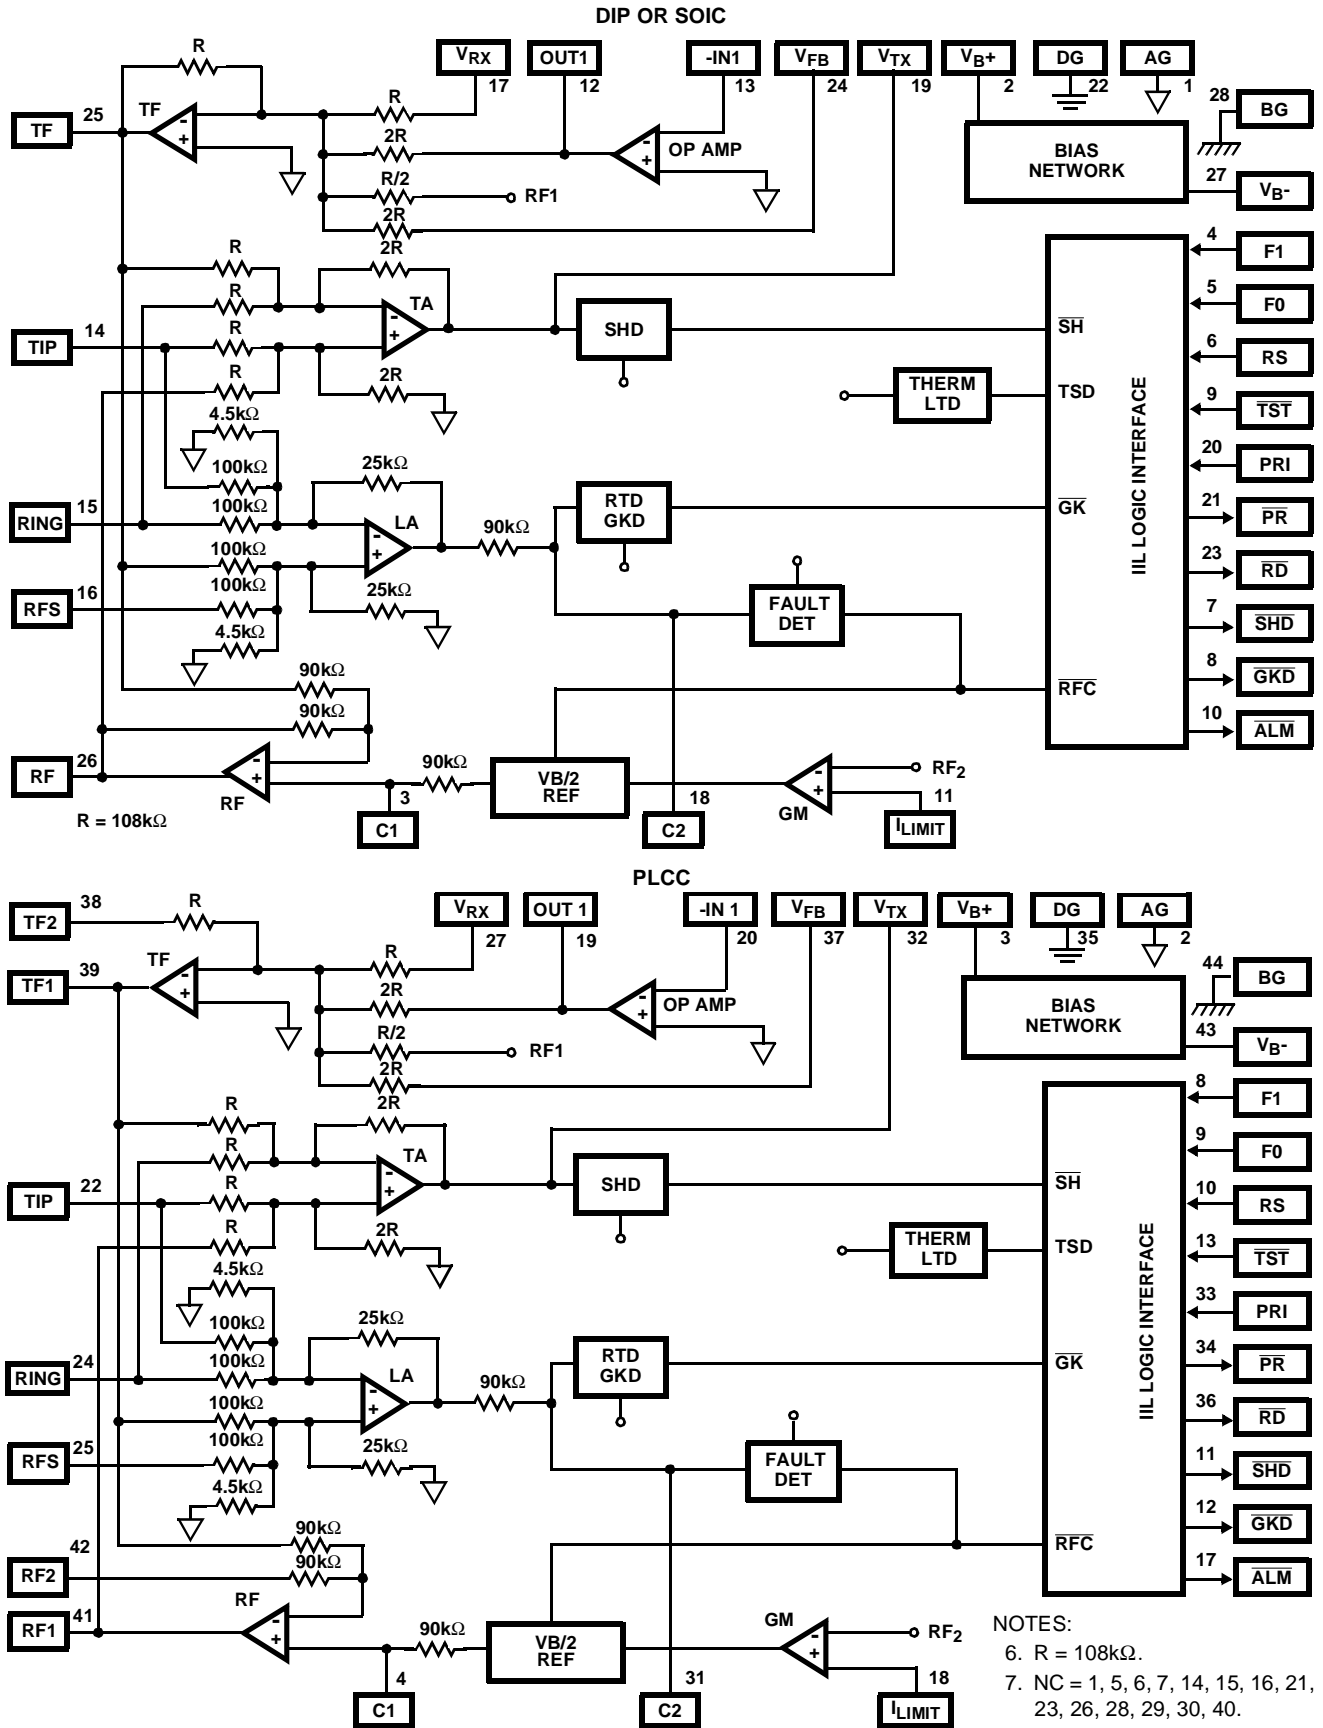 DIP OR SOIC
R
VRX
17
OUT1
12
-IN1
13
VFB
24
VTX
19
VB+
2
DG
22
AG
1
28
BG
TF
25
TF
R
2R
OP AMP
BIAS
NETWORK
27
VB-
R/2
RF1
2R
R
2R
R
TA
TIP
14
R
R
2R
SHD
SH
THERM
LTD
TSD
4.5kΩ
100kΩ
25kΩ
RING
15
100kΩ
LA
90kΩ
RTD
GKD
GK
100kΩ
RFS
16
100kΩ
25kΩ
4.5kΩ
FAULT
DET
90kΩ
90kΩ
RFC
RF
26
RF
90kΩ
VB/2
REF
GM
RF2
11
ILIMIT
3
C1
18
C2
R = 108kΩ
IIL LOGIC INTERFACE
4
F1
5
F0
6
RS
9
TST
20
PRI
21
PR
23
RD
7
SHD
8
GKD
10
ALM
PLCC
TF2
38
R
VRX
27
OUT 1
19
-IN 1
20
VFB
37
VTX
32
VB+
3
DG
35
AG
2
44
BG
TF1
39
TF
R
2R
OP AMP
BIAS
NETWORK
43
VB-
R/2
RF1
2R
R
2R
R
TA
TIP
22
R
R
2R
SHD
SH
THERM
LTD
TSD
4.5kΩ
100kΩ
25kΩ
RING
24
100kΩ
LA
90kΩ
RTD
GKD
GK
100kΩ
RFS
25
100kΩ
25kΩ
4.5kΩ
FAULT
DET
90kΩ
RF2
42
90kΩ
RFC
RF1
41
RF
90kΩ
VB/2
REF
GM
RF2
18
ILIMIT
4
C1
31
C2
IIL LOGIC INTERFACE
8
F1
9
F0
10
RS
13
TST
33
PRI
34
PR
36
RD
11
SHD
12
GKD
17
ALM
NOTES:
6. R = 108kΩ.
7. NC = 1, 5, 6, 7, 14, 15, 16, 21,
23, 26, 28, 29, 30, 40.